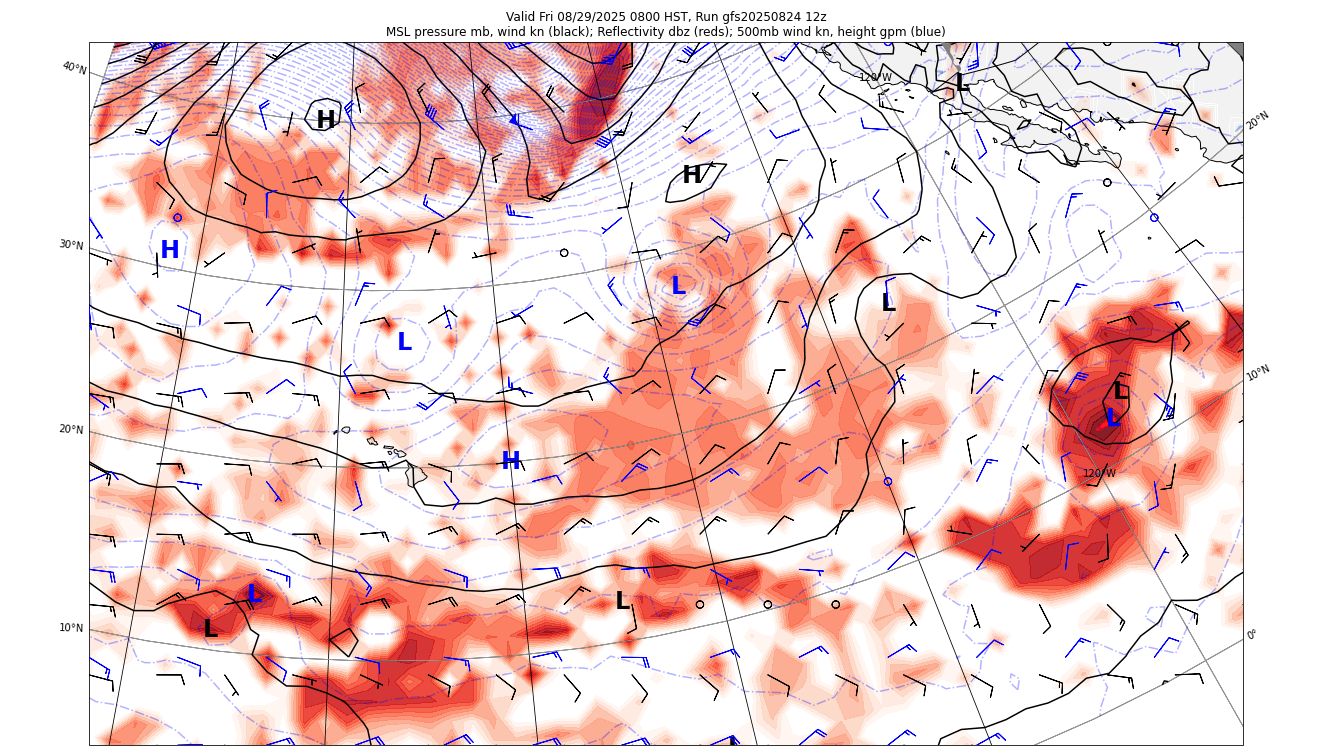 Valid Fri 08/29/2025 0800 HST, Run gfs20250824 12z
MSL pressure mb, wind kn (black); Reflectivity dbz (reds); 500mb wind kn, height gpm (blue)
40°N
120°W
L
20°N
H
H
30°N
H
L
L
L
10°N
L
L
20°N
H
120°W
L
L
10°N
L
0°
L